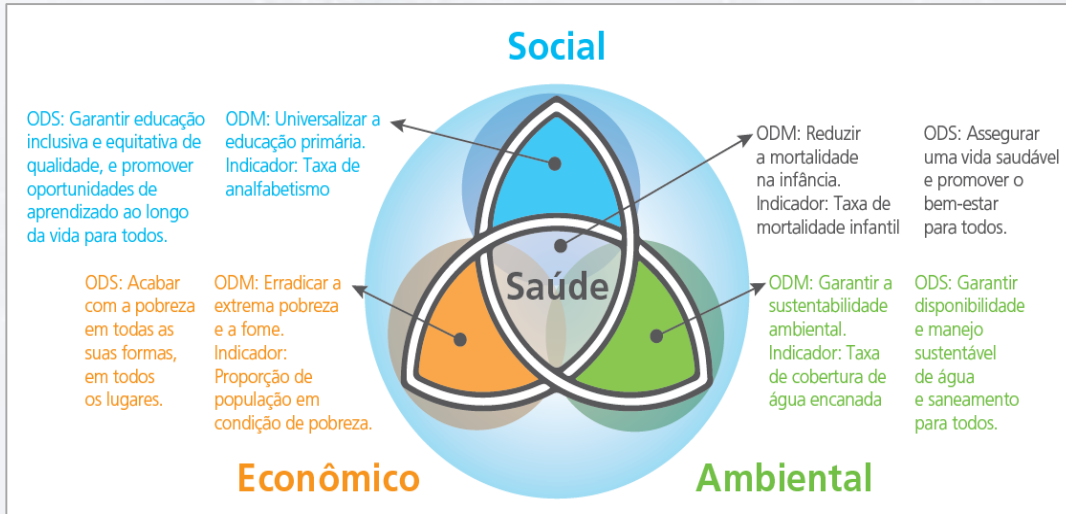 Social
ODS: Garantir educação
inclusiva e equitativa de
qualidade, e promover
oportunidades de
aprendizado ao longo
da vida para todos.
ODM: Universalizar a
educação primária.
Indicador: Taxa de
analfabetismo
ODM: Reduzir
a mortalidade
na infância.
Indicador: Taxa de
mortalidade infantil
ODS: Assegurar
uma vida saudável
e promover o
bem-estar
para todos.
ODS: Acabar
com a pobreza
em todas as
suas formas,
em todos
os lugares.
ODM: Erradicar a
extrema pobreza
e a fome.
Indicador:
Proporção de
população em
condição de pobreza.
Saúde
ODM: Garantir a
sustentabilidade
ambiental.
Indicador: Taxa
de cobertura de
água encanada
ODS: Garantir
disponibilidade
e manejo
sustentável
de água
e saneamento
para todos.
Econômico
Ambiental